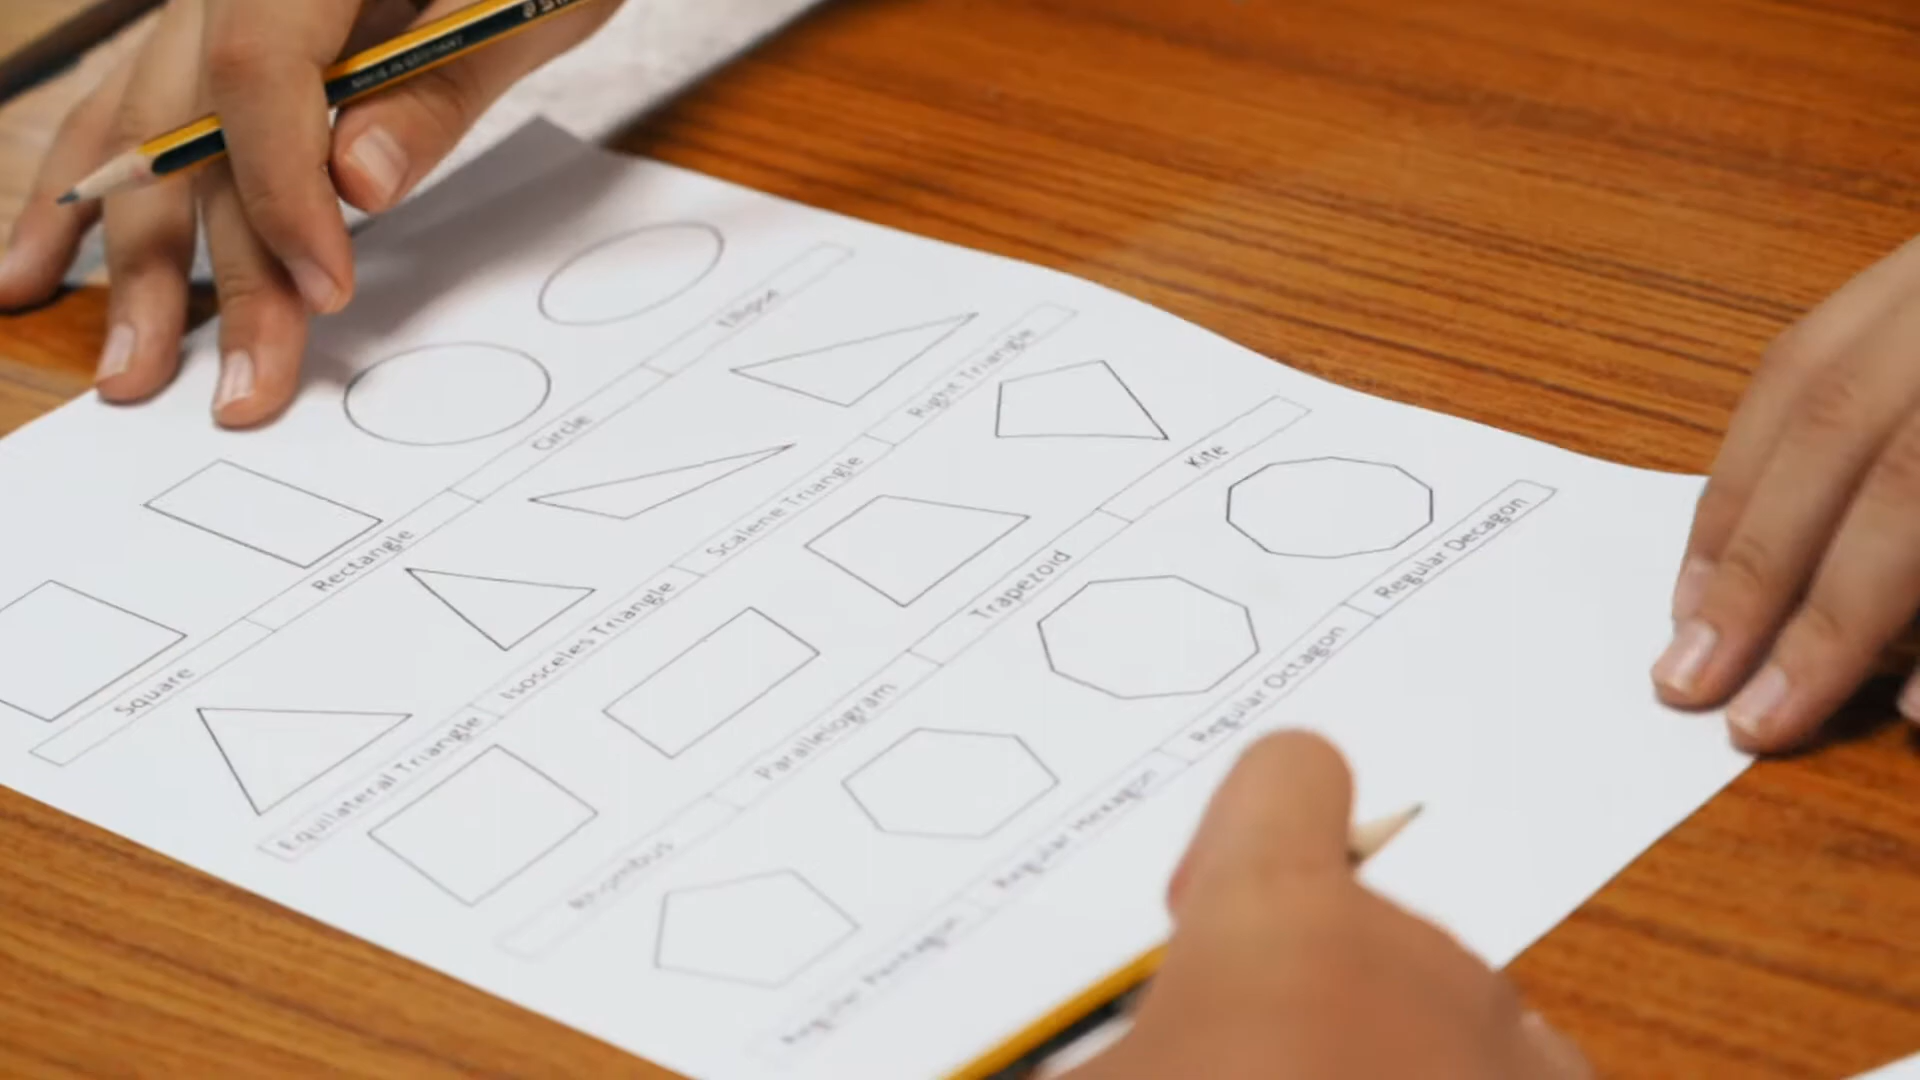 Square
Rectangle
Circle
Ellipse
Equilateral Triangle
Isosceles Triangle
Scalene Triangle
Right Triangle
Rhombus
Parallelogram
Trapezoid
Kite
Regular Pentagon
Regular Hexagon
Regular Octagon
Regular Decagon